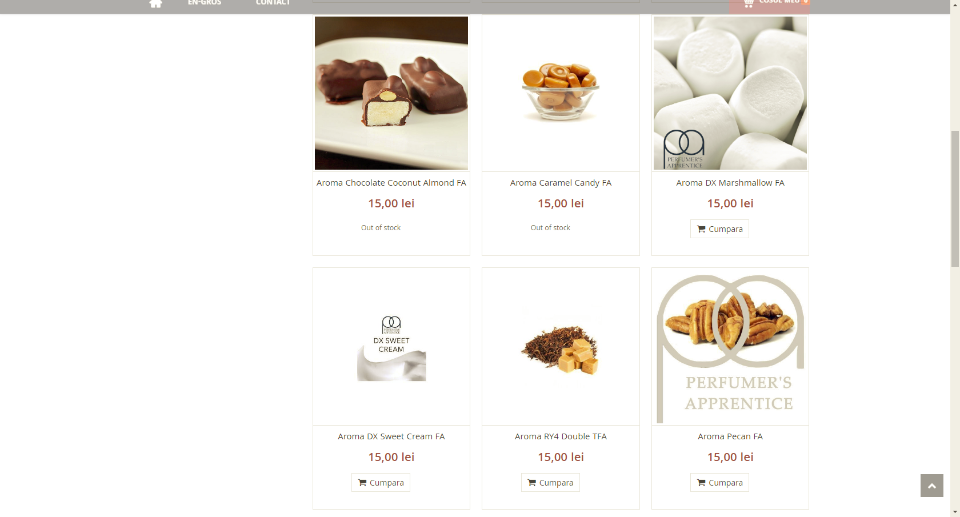 EN-GROS
CONTACT
COSUL MEU
PERFUMER'S
APPRENTICE
Aroma Chocolate Coconut Almond FA
Aroma Caramel Candy FA
Aroma DX Marshmallow FA
15,00 lei
15,00 lei
15,00 lei
Out of stock
Out of stock
Cumpara
DX SWEET
CREAM
PERFUMER'S
APPRENTICE
Aroma DX Sweet Cream FA
Aroma RY4 Double TFA
Aroma Pecan FA
15,00 lei
15,00 lei
15,00 lei
Cumpara
Cumpara
Cumpara